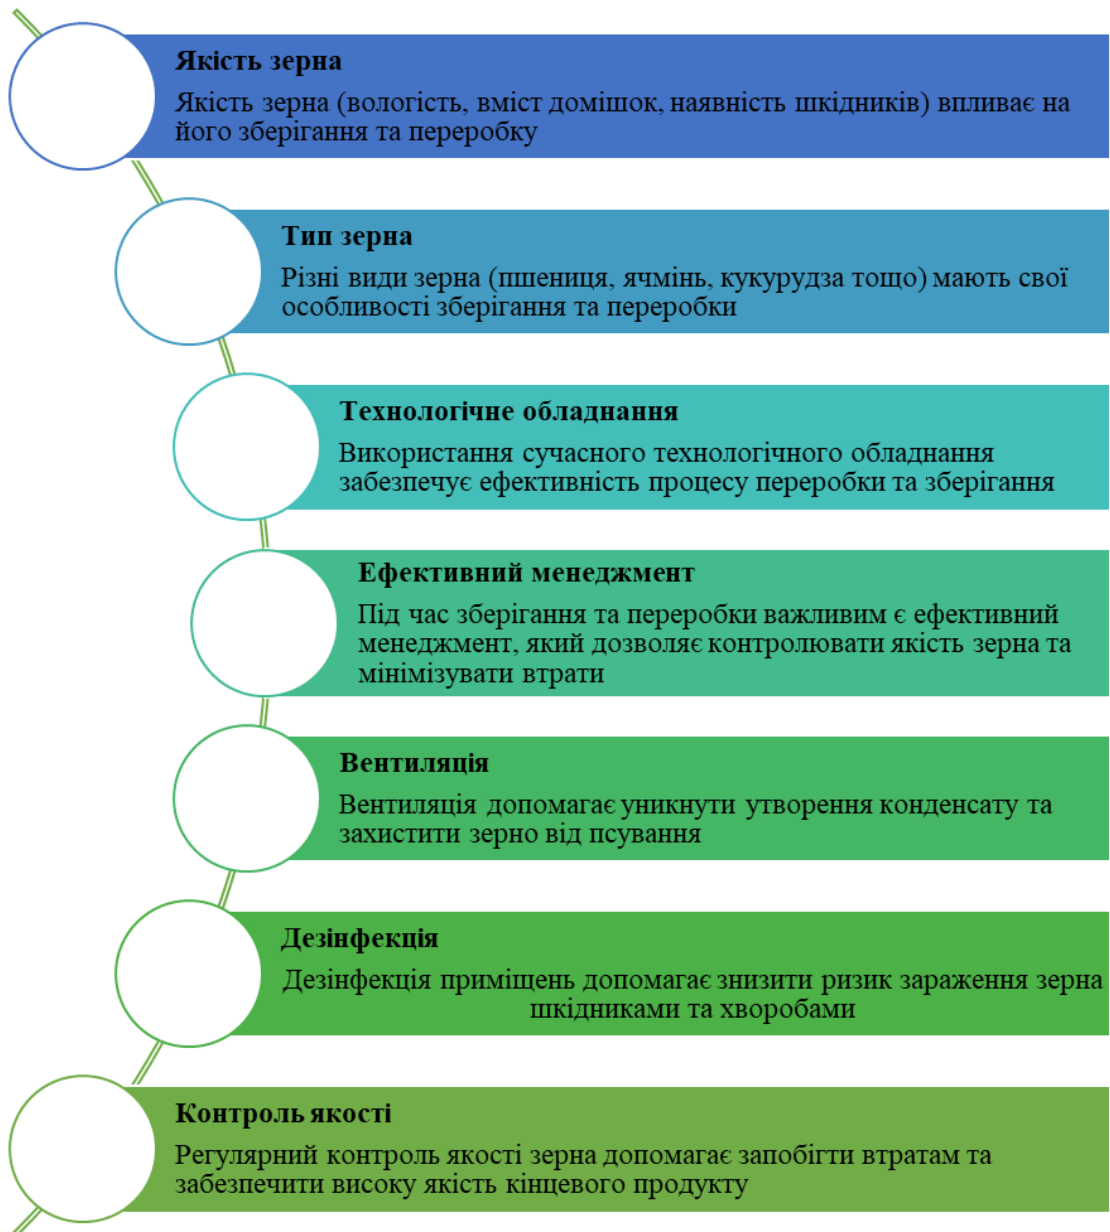 Якість зерна
Якість зерна (вологість, вміст домішок, наявність шкідників) впливає на
його зберігання та переробку
Тип зерна
Різні види зерна (пшениця, ячмінь, кукурудза тощо) мають свої
особливості зберігання та переробки
Технологічне обладнання
Використання сучасного технологічного обладнання
забезпечує ефективність процесу переробки та зберігання
Ефективний менеджмент
Під час зберігання та переробки важливим є ефективний
менеджмент, який дозволяє контролювати якість зерна та
мінімізувати втрати
Вентиляція
Вентиляція допомагає уникнути утворення конденсату та
захистити зерно від псування
Дезінфекція
Дезінфекція приміщень допомагає знизити ризик зараження зерна
шкідниками та хворобами
Контроль якості
Регулярний контроль якості зерна допомагає запобігти втратам та
забезпечити високу якість кінцевого продукту